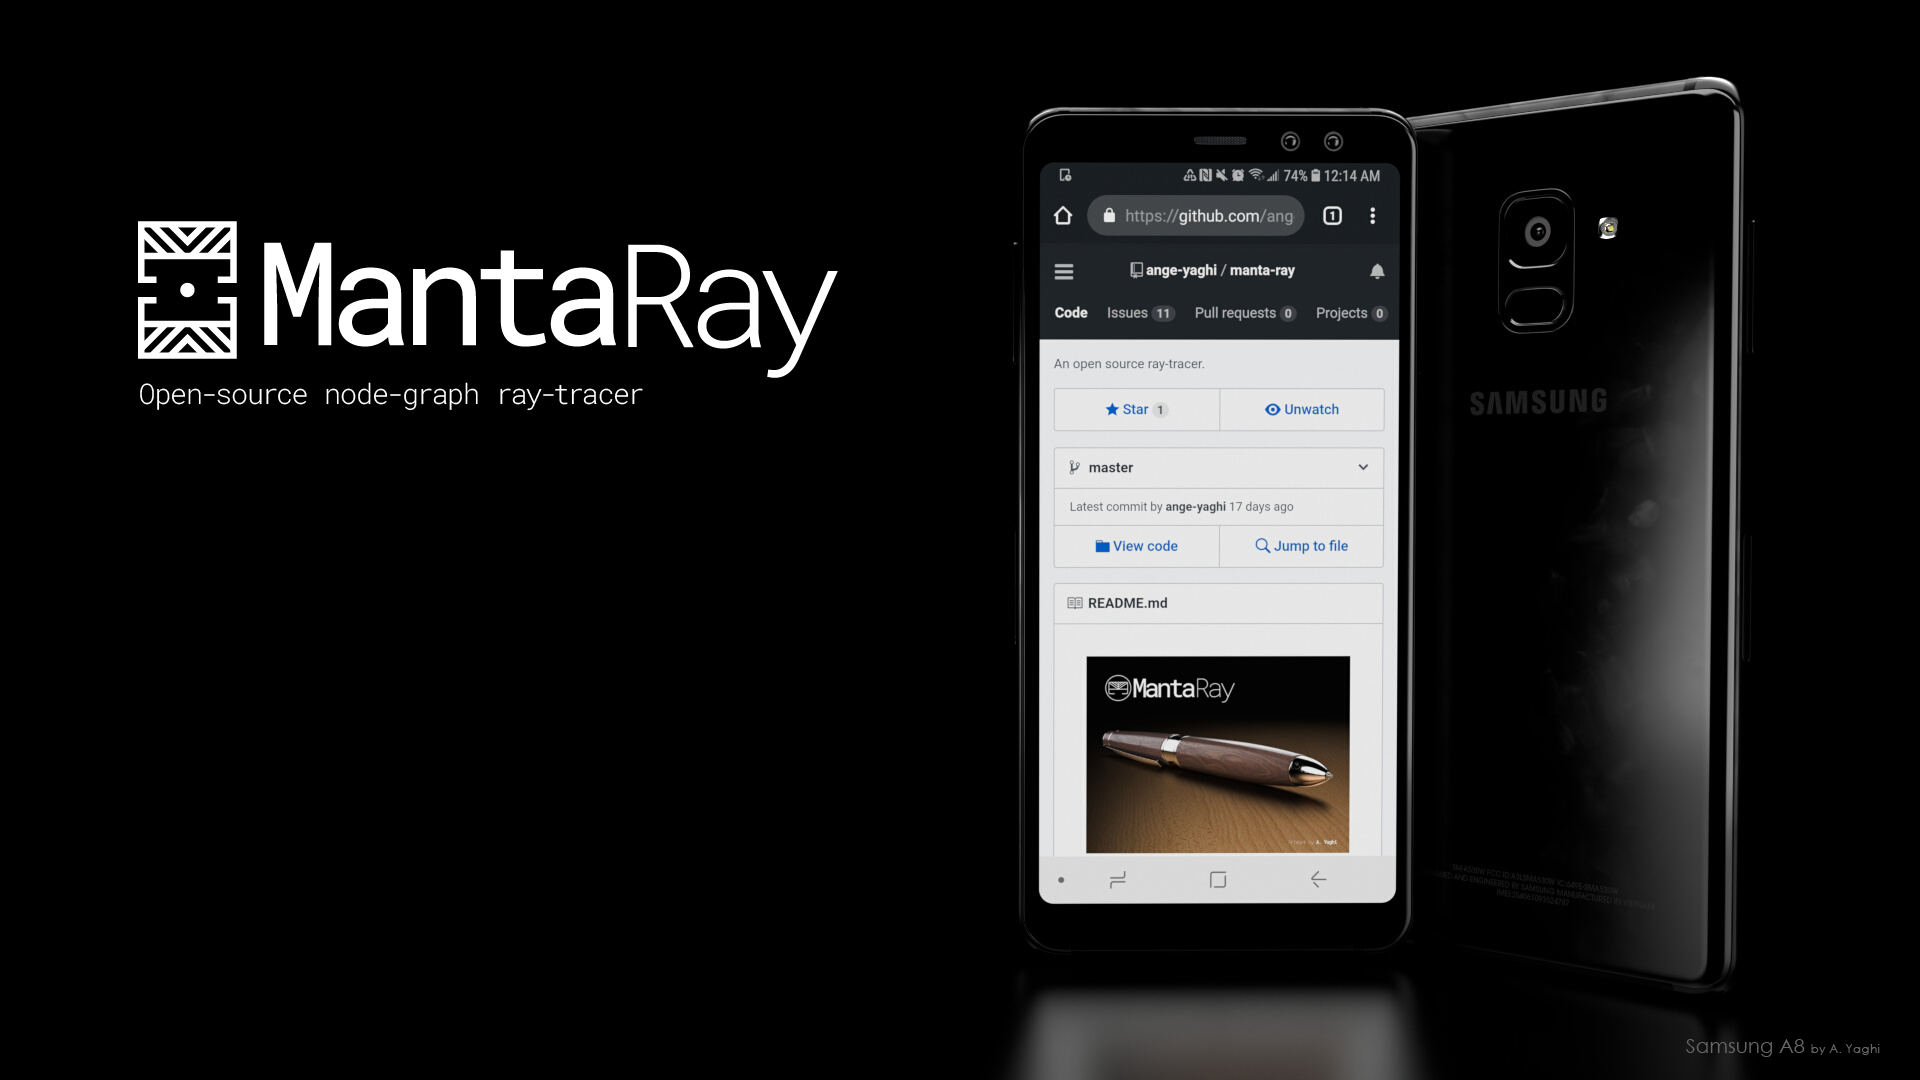 MantaRay
Open-source node-graph ray-tracer
74% 12:14 AM
https://github.com/ang
1
ange-yaghi / manta-ray
Code Issues 11 Pull requests 0 Projects 0
An open source ray-tracer.
Star 1 Unwatch
master
Latest commit by ange-yaghi 17 days ago
View code Jump to file
README.md
MantaRay
by A. Yaghi
SAMSUNG
Samsung A8 by A. Yaghi